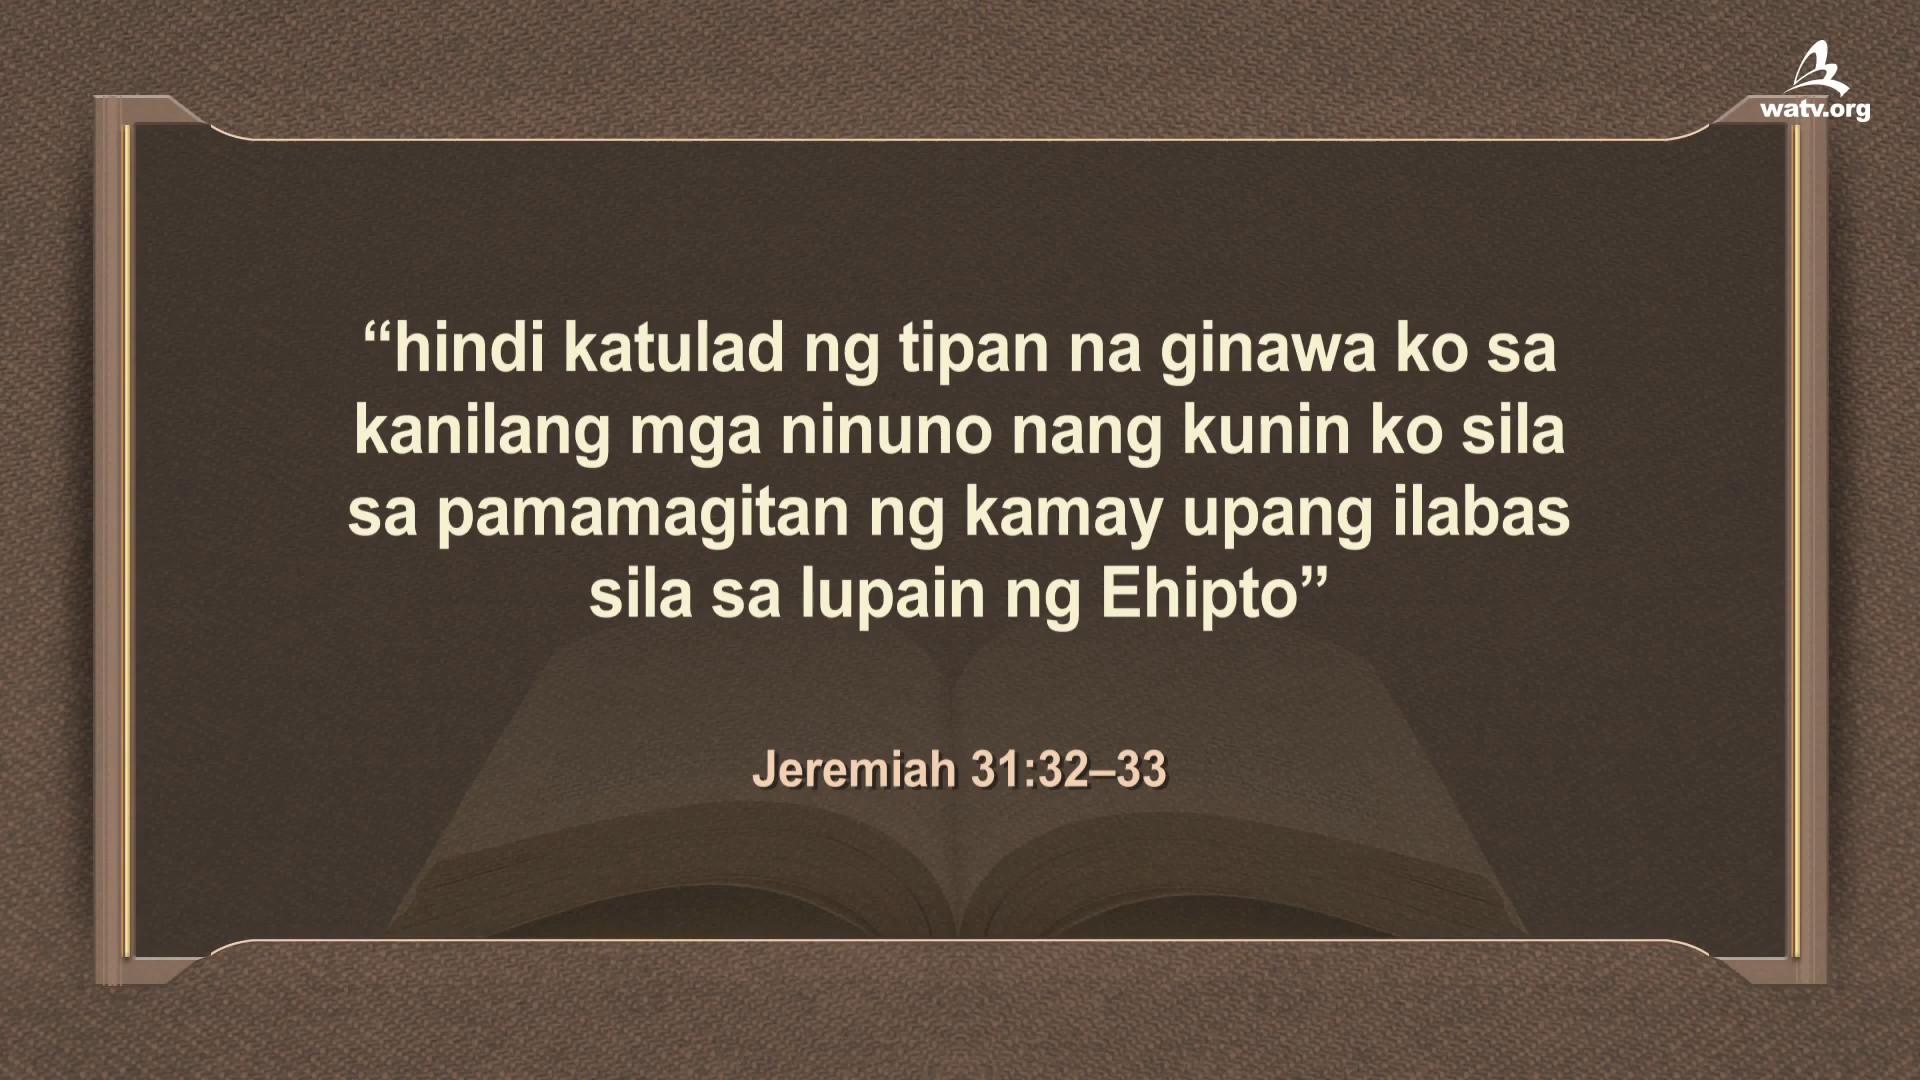 watv.org
“hindi katulad ng tipan na ginawa ko sa
kanilang mga ninuno nang kunin ko sila
sa pamamagitan ng kamay upang ilabas
sila sa lupain ng Ehipto”
Jeremiah 31:32–33